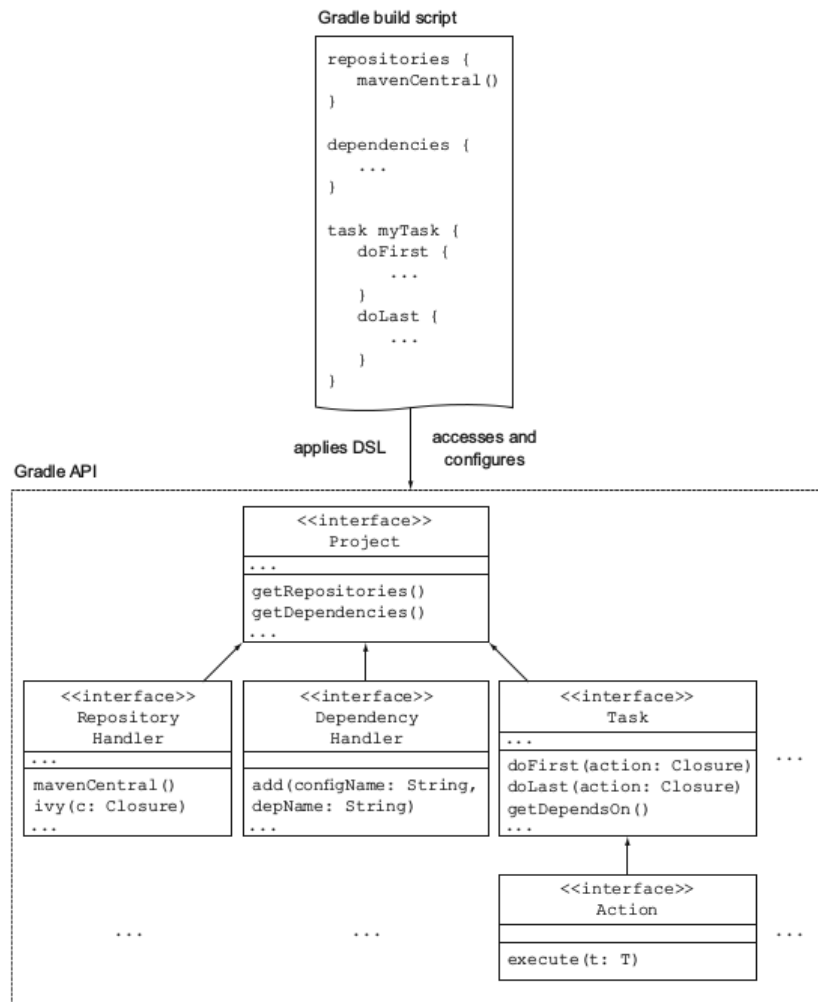 Gradle build script
repositories {
mavenCentral()
}
dependencies {
...
}
task myTask {
doFirst {
...
}
doLast {
...
}
}
applies DSL
accesses and
configures
Gradle API
<<interface>>
Project
...
getRepositories()
getDependencies()
...
<<interface>>
Repository
Handler
...
mavenCentral()
ivy(c: Closure)
...
<<interface>>
Dependency
Handler
add(configName: String,
depName: String)
...
<<interface>>
Task
...
doFirst(action: Closure)
doLast(action: Closure)
getDependsOn()
...
...
<<interface>>
Action
execute(t: T)
...
...
...